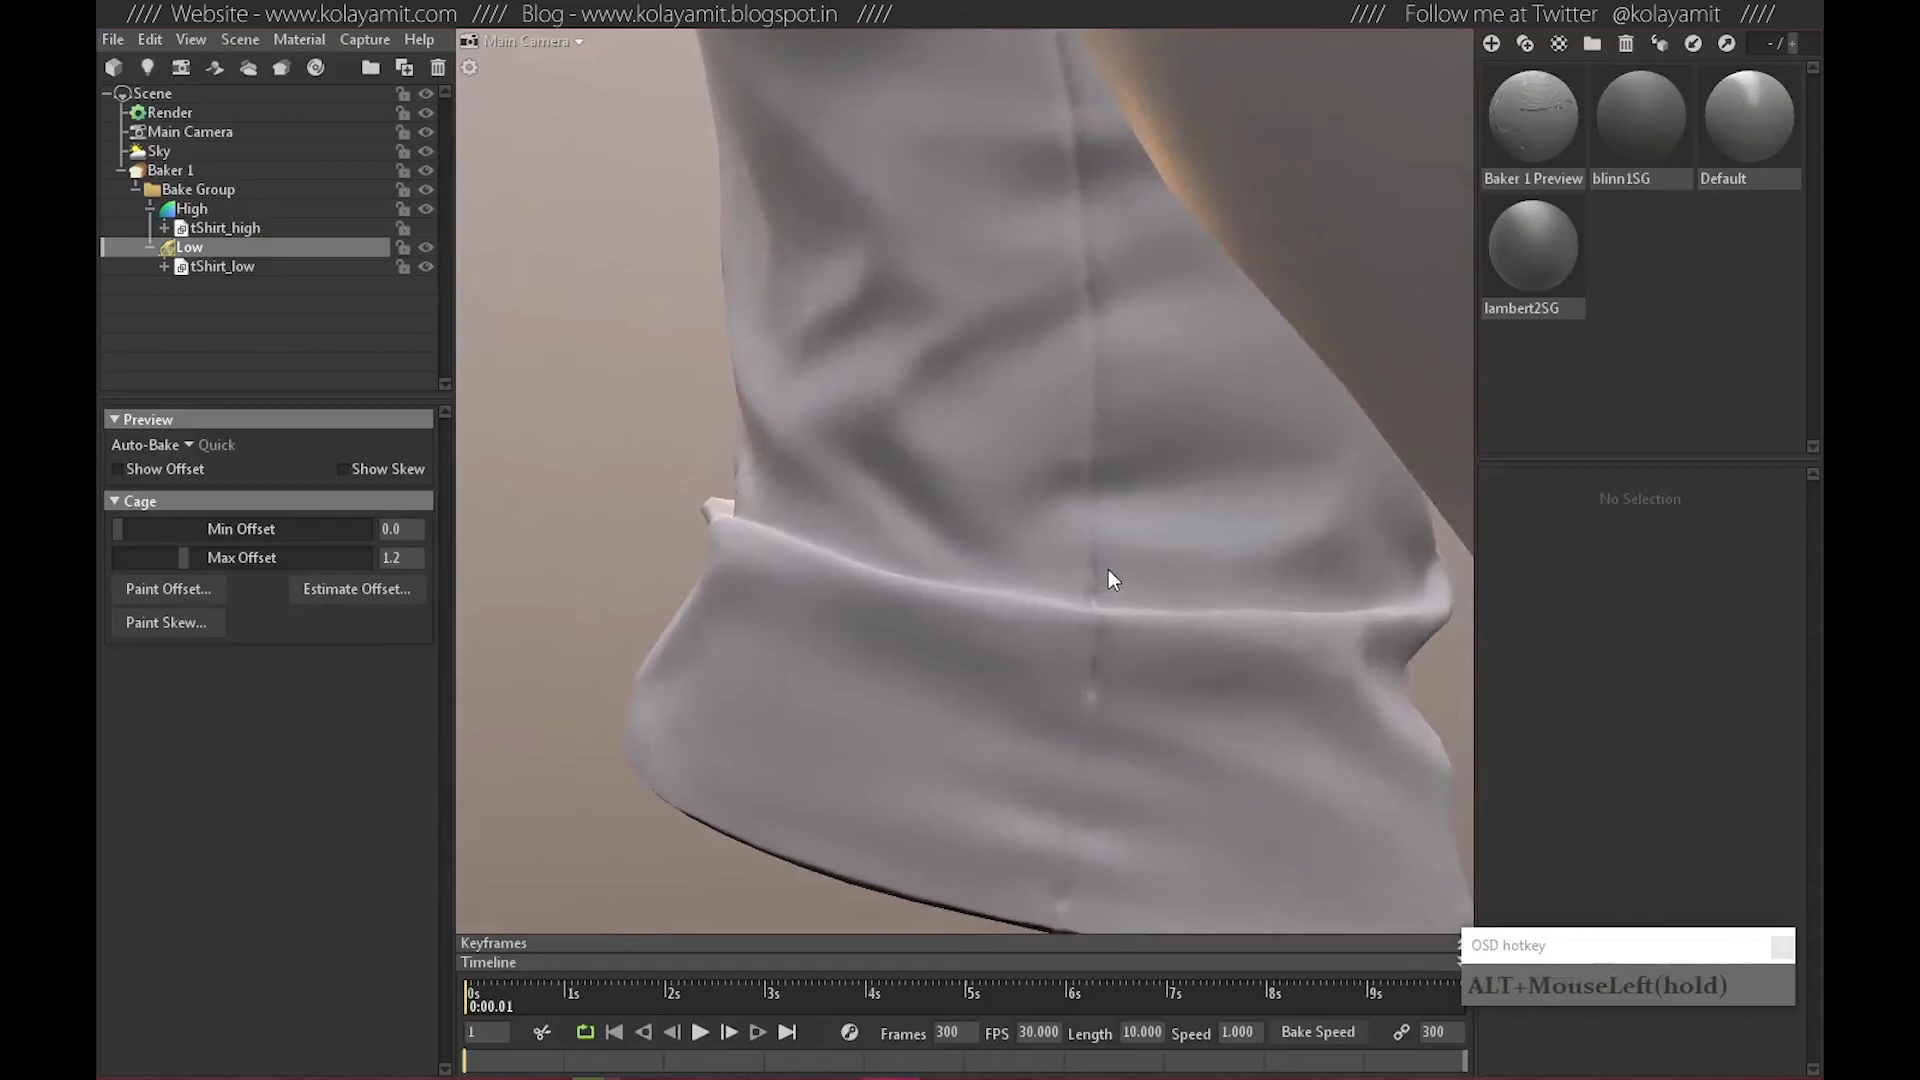 //// Website - www.kolayamit.com //// Blog - www.kolayamit.blogspot.in //// //// Follow me at Twitter @kolayamit ////
File Edit View Scene Material Capture Help
Main Camera
- /
Scene
Render
Main Camera
Sky
Baker 1
Bake Group
High
tShirt_high
Low
tShirt_low
Baker 1 Preview
blinn1SG
Default
lambert2SG
Preview
Auto-Bake Quick
Show Offset Show Skew
Cage
Min Offset 0.0
Max Offset 1.2
Paint Offset... Estimate Offset...
Paint Skew...
No Selection
Keyframes
Timeline
0s 1s 2s 3s 4s 5s 6s 7s 8s 9s
0:00.01
1 Frames 300 FPS 30.000 Length 10.000 Speed 1.000 Bake Speed 300
OSD hotkey
ALT+MouseLeft(hold)